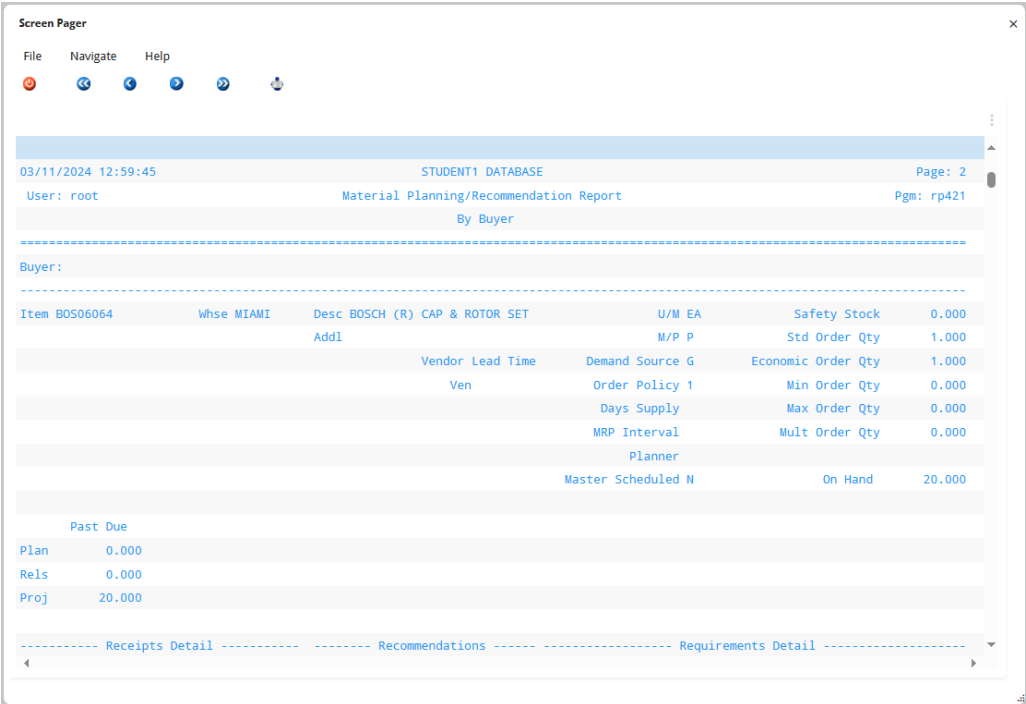 Screen Pager
File Navigate Help
03/11/2024 12:59:45 STUDENT1 DATABASE Page: 2
User: root Material Planning/Recommendation Report Pgm: rp421
By Buyer
====================================================================================================================================
Buyer:
------------------------------------------------------------------------------------------------------------------------------------
Item BOS06064 Whse MIAMI Desc BOSCH (R) CAP & ROTOR SET U/M EA Safety Stock 0.000
Addl M/P P Std Order Qty 1.000
Vendor Lead Time Demand Source G Economic Order Qty 1.000
Ven Order Policy 1 Min Order Qty 0.000
Days Supply Max Order Qty 0.000
MRP Interval Mult Order Qty 0.000
Planner
Master Scheduled N On Hand 20.000
Past Due
Plan 0.000
Rels 0.000
Proj 20.000
----------- Receipts Detail ----------- -------- Recommendations ------ ------------------ Requirements Detail --------------------